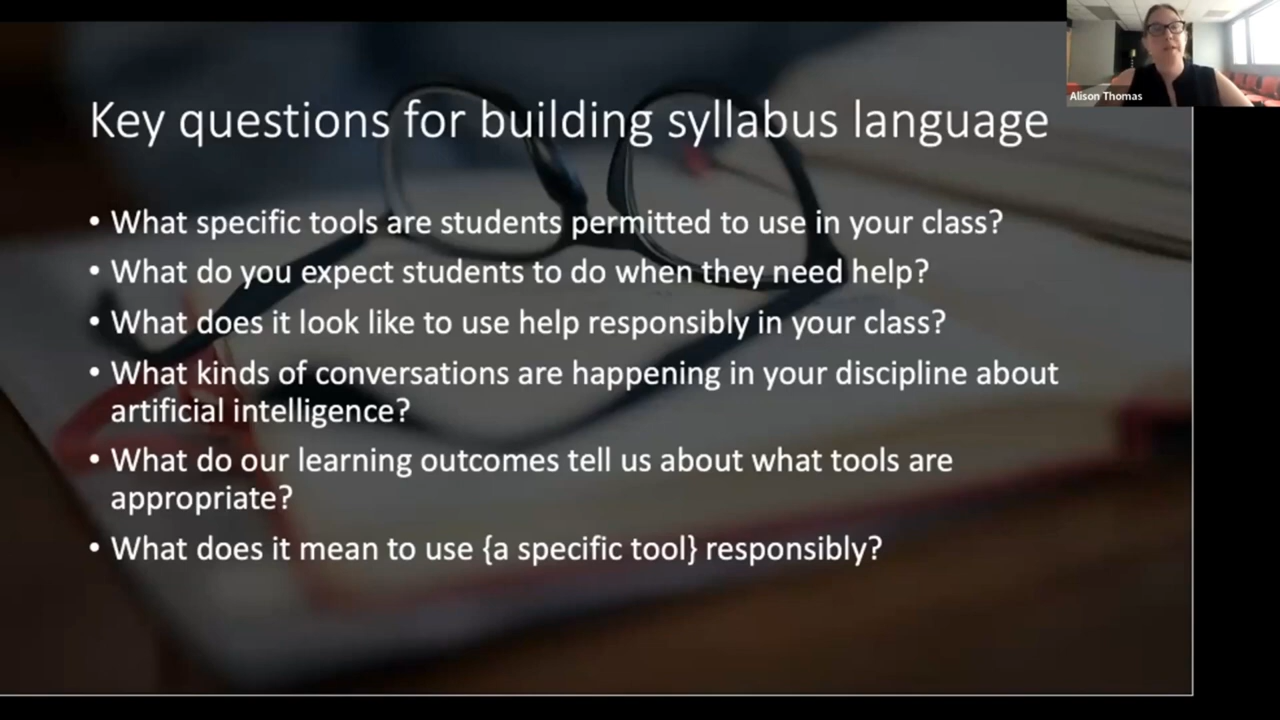 Alison Thomas
Key questions for building syllabus language
• What specific tools are students permitted to use in your class?
• What do you expect students to do when they need help?
• What does it look like to use help responsibly in your class?
• What kinds of conversations are happening in your discipline about
artificial intelligence?
• What do our learning outcomes tell us about what tools are
appropriate?
• What does it mean to use {a specific tool} responsibly?